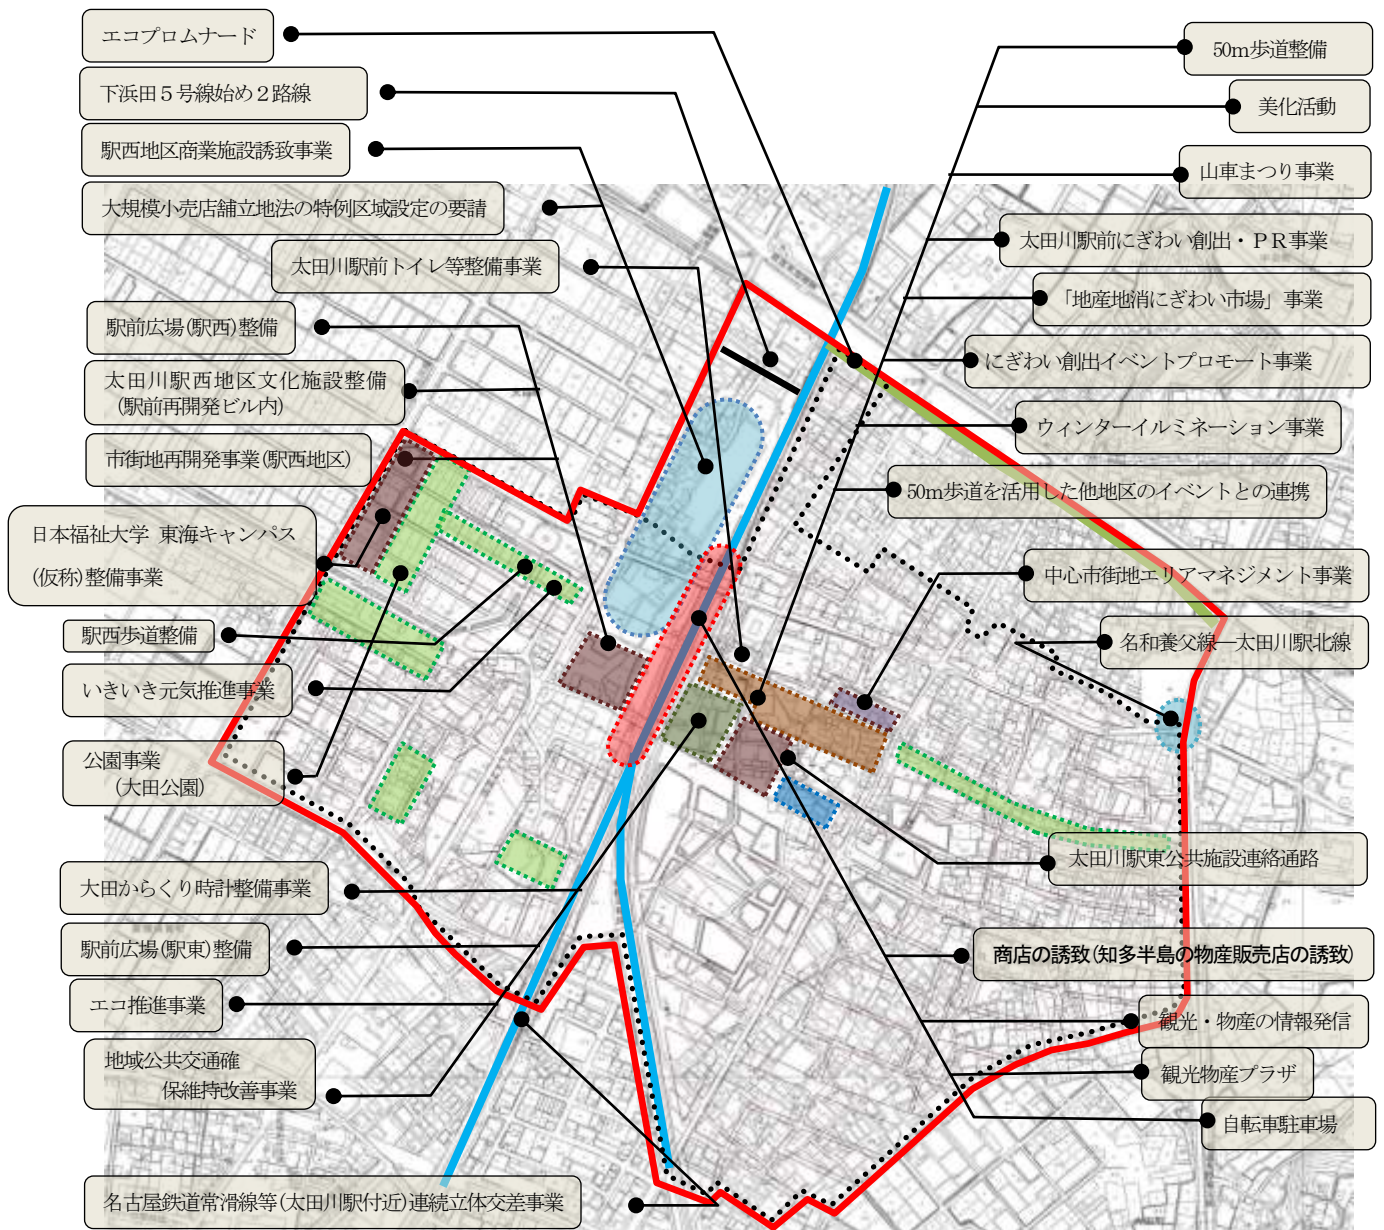 エコプロムナード
下浜田５号線始め２路線
駅西地区商業施設誘致事業
大規模小売店舗立地法の特例区域設定の要請
太田川駅前トイレ等整備事業
駅前広場(駅西)整備
太田川駅西地区文化施設整備
(駅前再開発ビル内)
市街地再開発事業(駅西地区)
日本福祉大学 東海キャンパス
(仮称)整備事業
駅西歩道整備
いきいき元気推進事業
公園事業
(大田公園)
大田からくり時計整備事業
駅前広場(駅東)整備
エコ推進事業
地域公共交通確
保維持改善事業
名古屋鉄道常滑線等(太田川駅付近)連続立体交差事業
50m歩道整備
美化活動
山車まつり事業
太田川駅前にぎわい創出・ＰＲ事業
「地産地消にぎわい市場」事業
にぎわい創出イベントプロモート事業
ウィンターイルミネーション事業
50m歩道を活用した他地区のイベントとの連携
中心市街地エリアマネジメント事業
名和養父線―太田川駅北線
太田川駅東公共施設連絡通路
商店の誘致(知多半島の物産販売店の誘致)
観光・物産の情報発信
観光物産プラザ
自転車駐車場